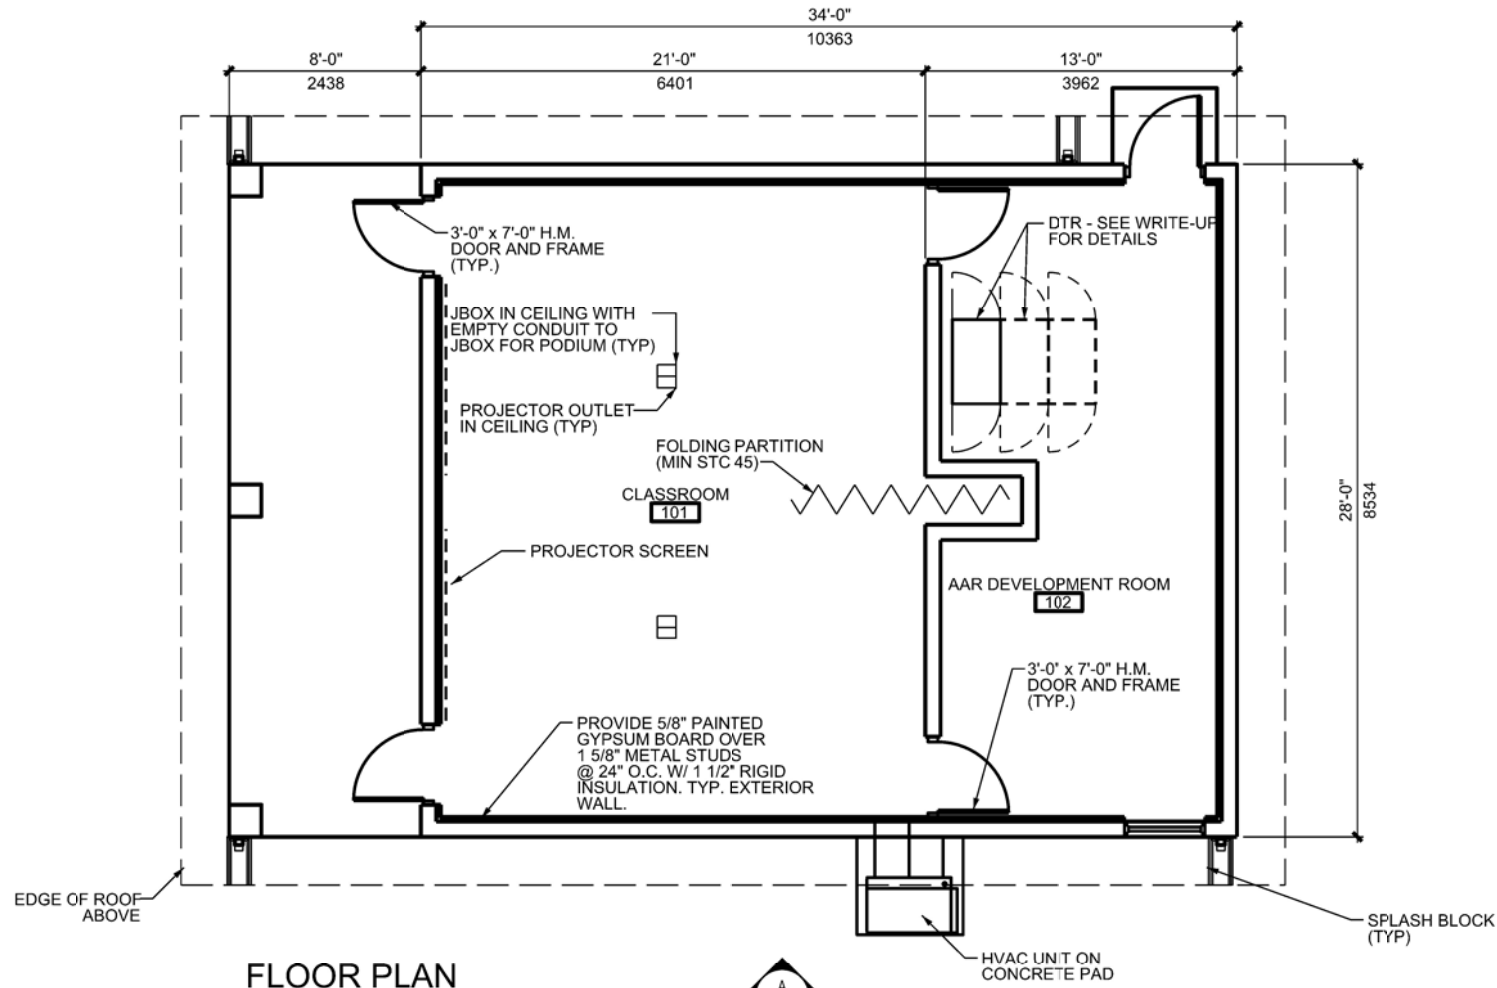 34'-0"
10363
8'-0"
2438
21'-0"
6401
13'-0"
3962
3'-0" x 7'-0" H.M.
DOOR AND FRAME
(TYP.)
DTR - SEE WRITE-UP
FOR DETAILS
JBOX IN CEILING WITH
EMPTY CONDUIT TO
JBOX FOR PODIUM (TYP)
PROJECTOR OUTLET
IN CEILING (TYP)
FOLDING PARTITION
(MIN STC 45)
CLASSROOM
101
28'-0"
8534
PROJECTOR SCREEN
AAR DEVELOPMENT ROOM
102
3'-0" x 7'-0" H.M.
DOOR AND FRAME
(TYP.)
PROVIDE 5/8" PAINTED
GYPSUM BOARD OVER
1 5/8" METAL STUDS
@ 24" O.C. W/ 1 1/2" RIGID
INSULATION. TYP. EXTERIOR
WALL.
EDGE OF ROOF
ABOVE
SPLASH BLOCK
(TYP)
HVAC UNIT ON
CONCRETE PAD
FLOOR PLAN
A